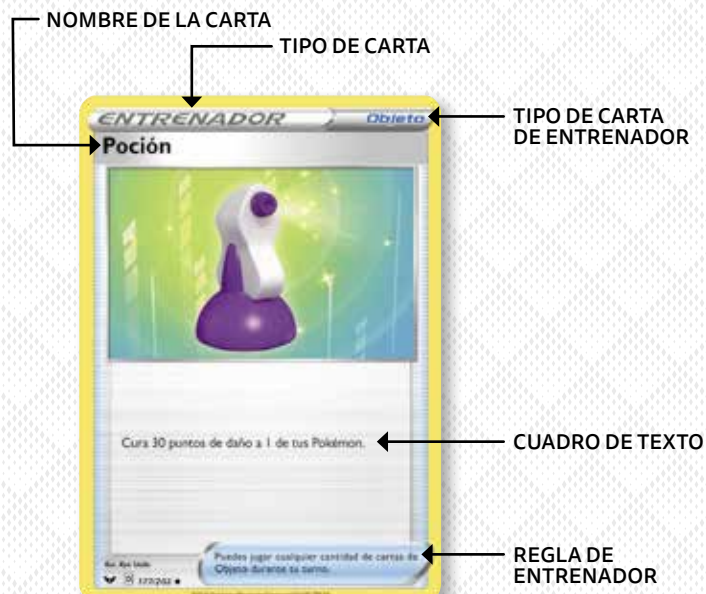 NOMBRE DE LA CARTA
TIPO DE CARTA
ENTRENADOR
Objeto
TIPO DE CARTA
DE ENTRENADOR
Poción
Cura 30 puntos de daño a 1 de tus Pokémon.
CUADRO DE TEXTO
Puedes jugar cualquier cantidad de cartas de
Objeto durante tu turno.
REGLA DE
ENTRENADOR
177/202